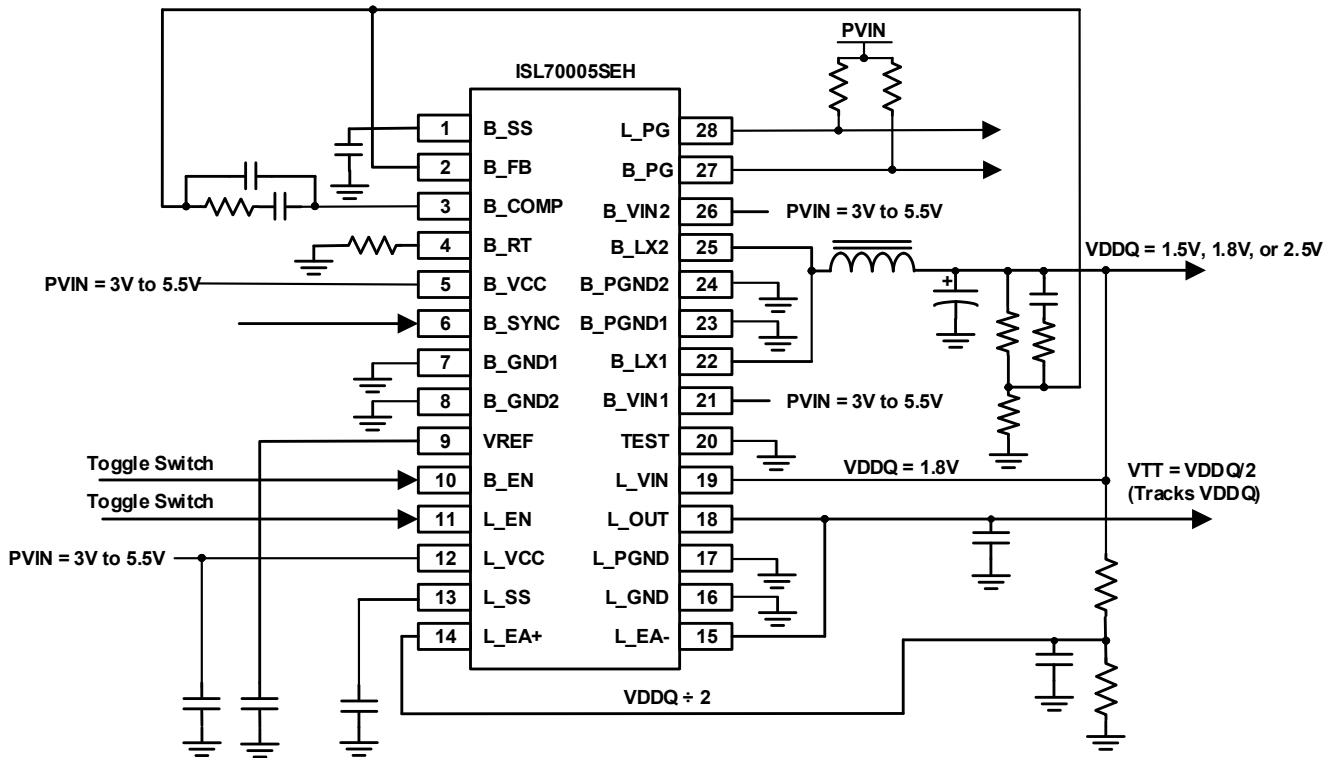 PVIN
ISL70005SEH
1 B_SS L_PG 28
2 B_FB B_PG 27
3 B_COMP B_VIN2 26 PVIN = 3V to 5.5V
4 B_RT B_LX2 25 VDDQ = 1.5V, 1.8V, or 2.5V
PVIN = 3V to 5.5V 5 B_VCC B_PGND2 24 +
6 B_SYNC B_PGND1 23
7 B_GND1 B_LX1 22
8 B_GND2 B_VIN1 21 PVIN = 3V to 5.5V
9 VREF TEST 20
Toggle Switch 10 B_EN L_VIN 19 VDDQ = 1.8V VTT = VDDQ/2
(Tracks VDDQ)
Toggle Switch 11 L_EN L_OUT 18
PVIN = 3V to 5.5V 12 L_VCC L_PGND 17
13 L_SS L_GND 16
14 L_EA+ L_EA- 15
VDDQ ÷ 2